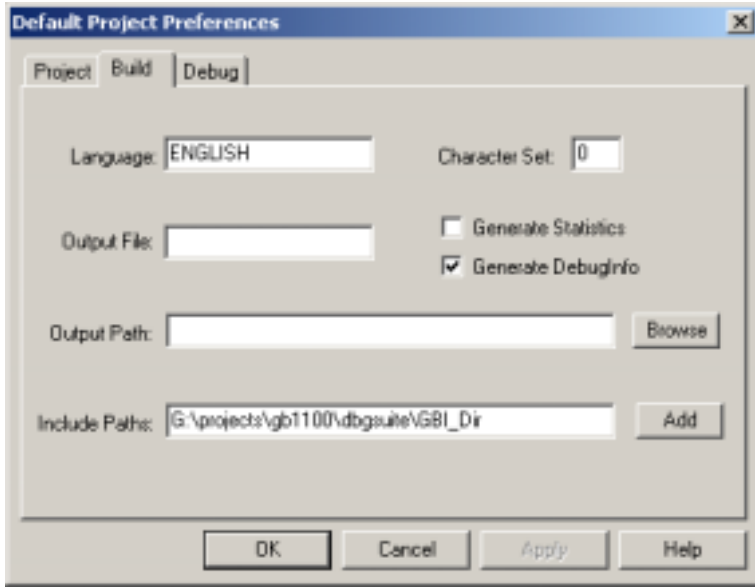 Default Project Preferences
Project Build Debug
Language: ENGLISH Character Set: 0
Output File: Generate Statistics
Generate DebugInfo
Output Path: Browse
Include Paths: G:\projects\gb1100\dbgsuite\GBI_Dir Add
OK Cancel Apply Help